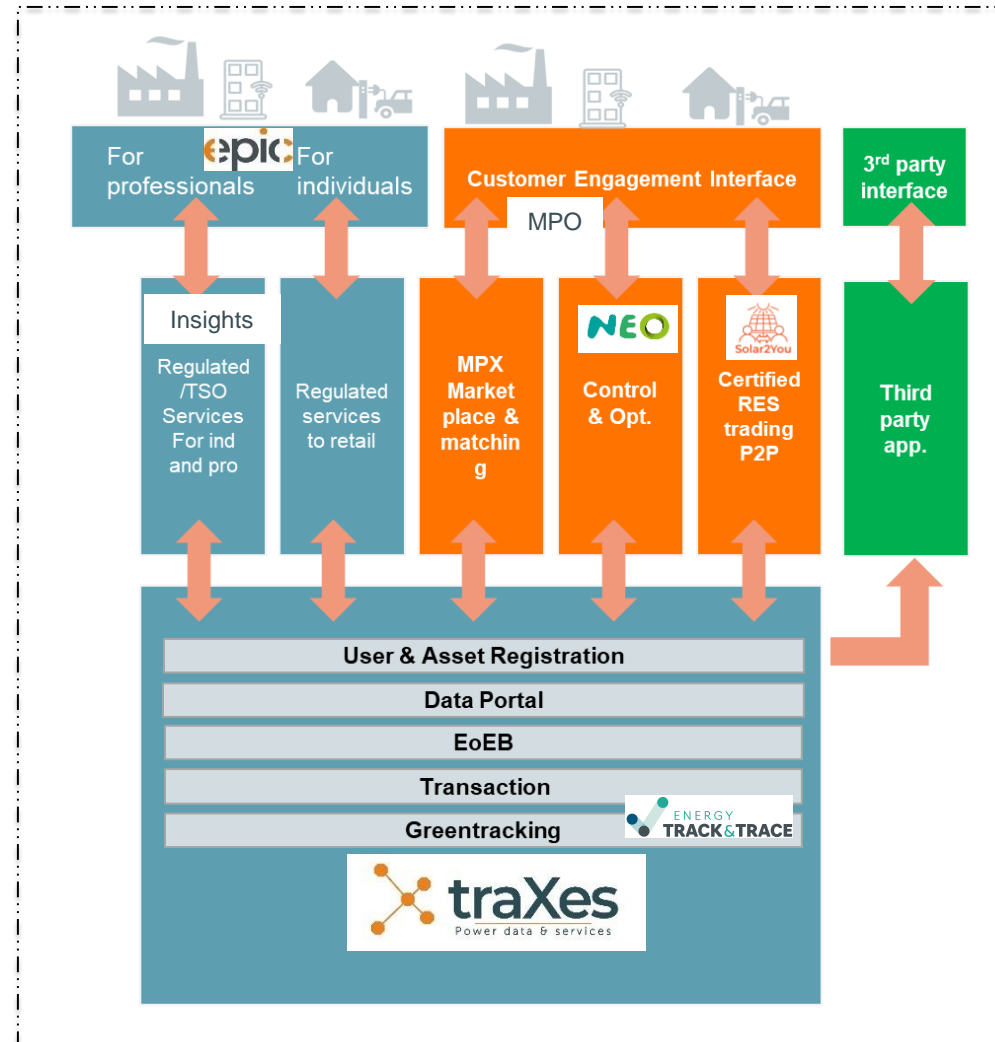 For
professionals
epic
For
individuals
Customer Engagement Interface
MPO
3rd party
interface
Insights
Regulated
/TSO
Services
For ind
and pro
Regulated
services
to retail
MPX
Market
place &
matchin
g
NEO
Control
& Opt.
Solar2You
Certified
RES
trading
P2P
Third
party
app.
User & Asset Registration
Data Portal
EoEB
Transaction
Greentracking
ENERGY
TRACK&TRACE
traXes
Power data & services